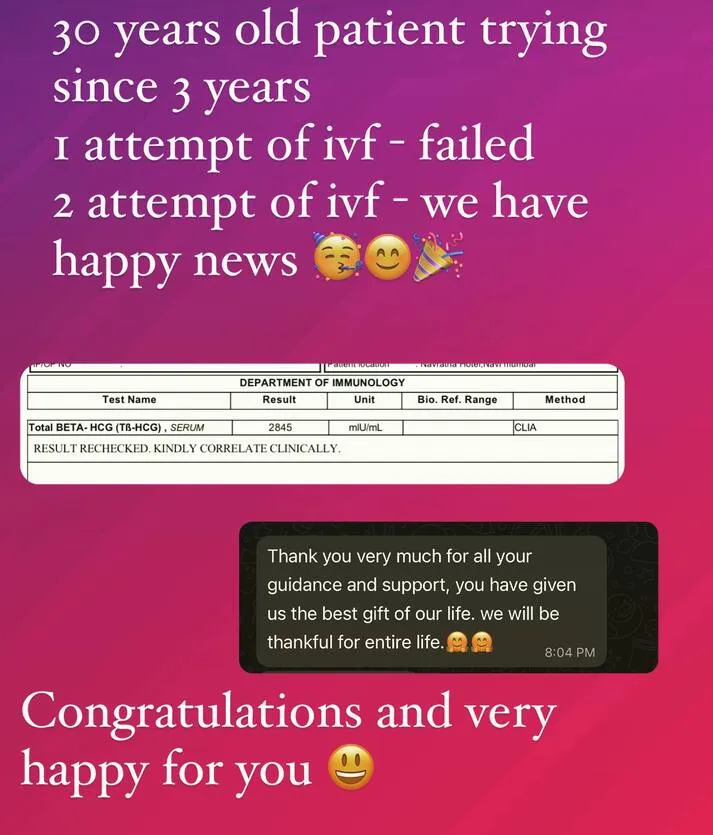 30 years old patient trying
since 3 years
1 attempt of ivf - failed
2 attempt of ivf - we have
happy news 🥳😊🎉
IP/OP NO : Patient location : Navratna Hotel,Navi mumbai
DEPARTMENT OF IMMUNOLOGY
Test Name Result Unit Bio. Ref. Range Method
Total BETA- HCG (Tß-HCG) , SERUM 2845 mIU/mL CLIA
RESULT RECHECKED. KINDLY CORRELATE CLINICALLY.
Thank you very much for all your
guidance and support, you have given
us the best gift of our life. we will be
thankful for entire life.🤗🤗
8:04 PM
Congratulations and very
happy for you 😃